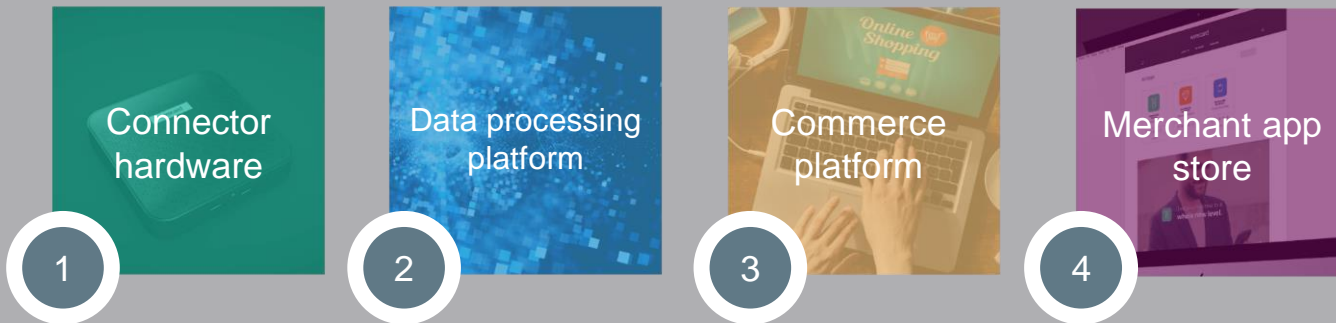 Connector
hardware
1
Data processing
platform
2
Online
Shopping
Commerce
platform
3
Merchant app
store
4